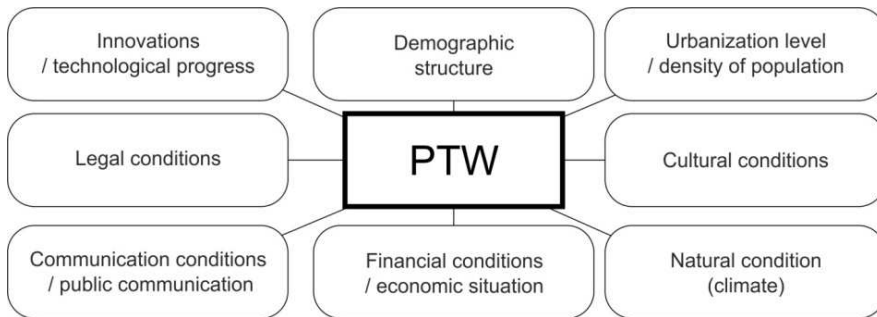 Innovations
/ technological progress
Demographic
structure
Urbanization level
/ density of population
Legal conditions
PTW
Cultural conditions
Communication conditions
/ public communication
Financial conditions
/ economic situation
Natural condition
(climate)